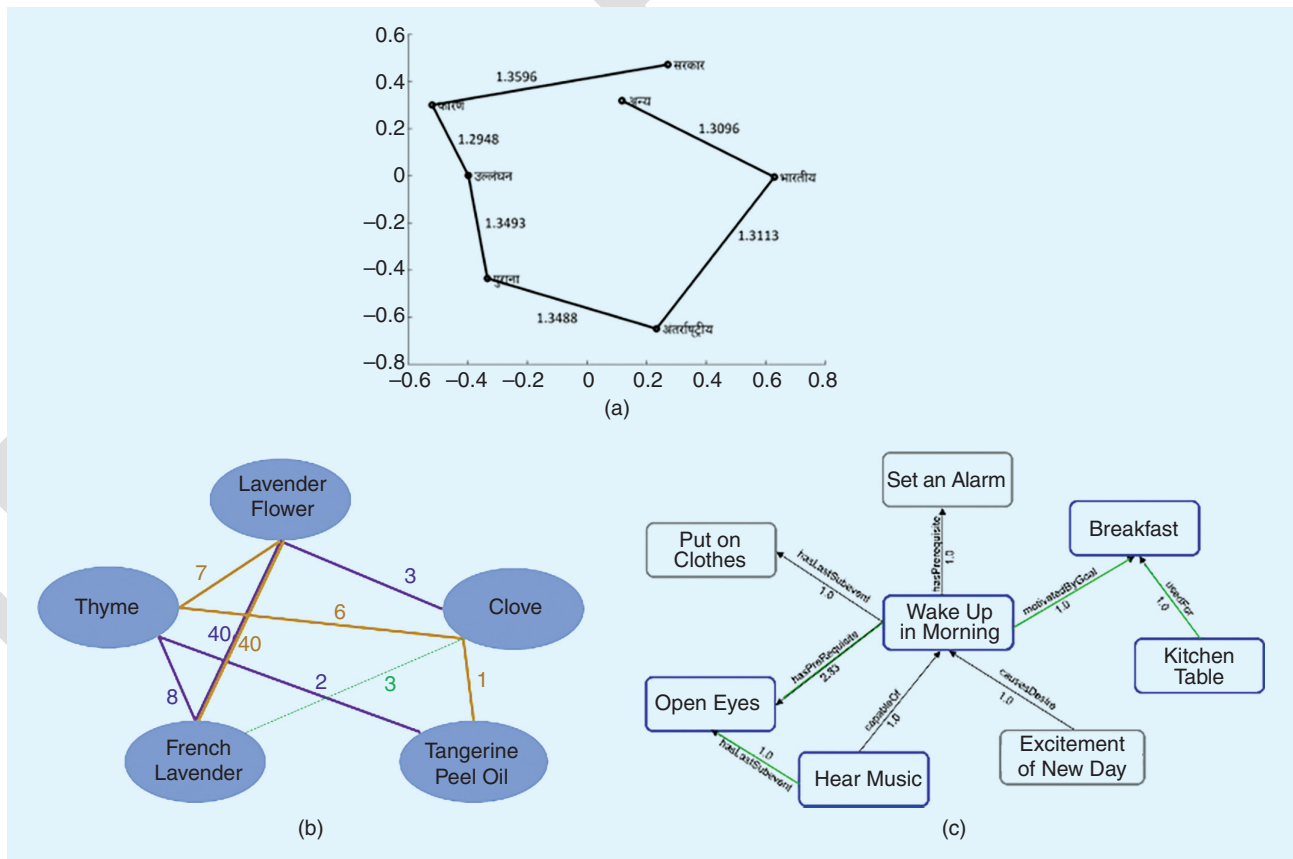 0.6
0.4
0.2
0
–0.2
–0.4
–0.6
–0.8
–0.6 –0.4 –0.2 0 0.2 0.4 0.6 0.8
सरकार
1.3596
फारण
अन्य
1.3096
1.2948
उल्लंघन
भारतीय
1.3493
1.3113
पुराना
1.3488
अंतर्राष्ट्रीय
(a)
Lavender
Flower
7
3
Thyme
Clove
6
40
40
3
1
8
2
French
Lavender
Tangerine
Peel Oil
(b)
Set an Alarm
Put on
Clothes
Breakfast
hasPrerequisite
1.0
hasLastSubevent
1.0
motivatedByGoal
1.0
usedFor
1.0
Wake Up
in Morning
Kitchen
Table
hasPreRequisite
2.93
Open Eyes
capableOf
1.0
causesDesire
1.0
1.0
hasLastSubevent
Hear Music
Excitement
of New Day
(c)